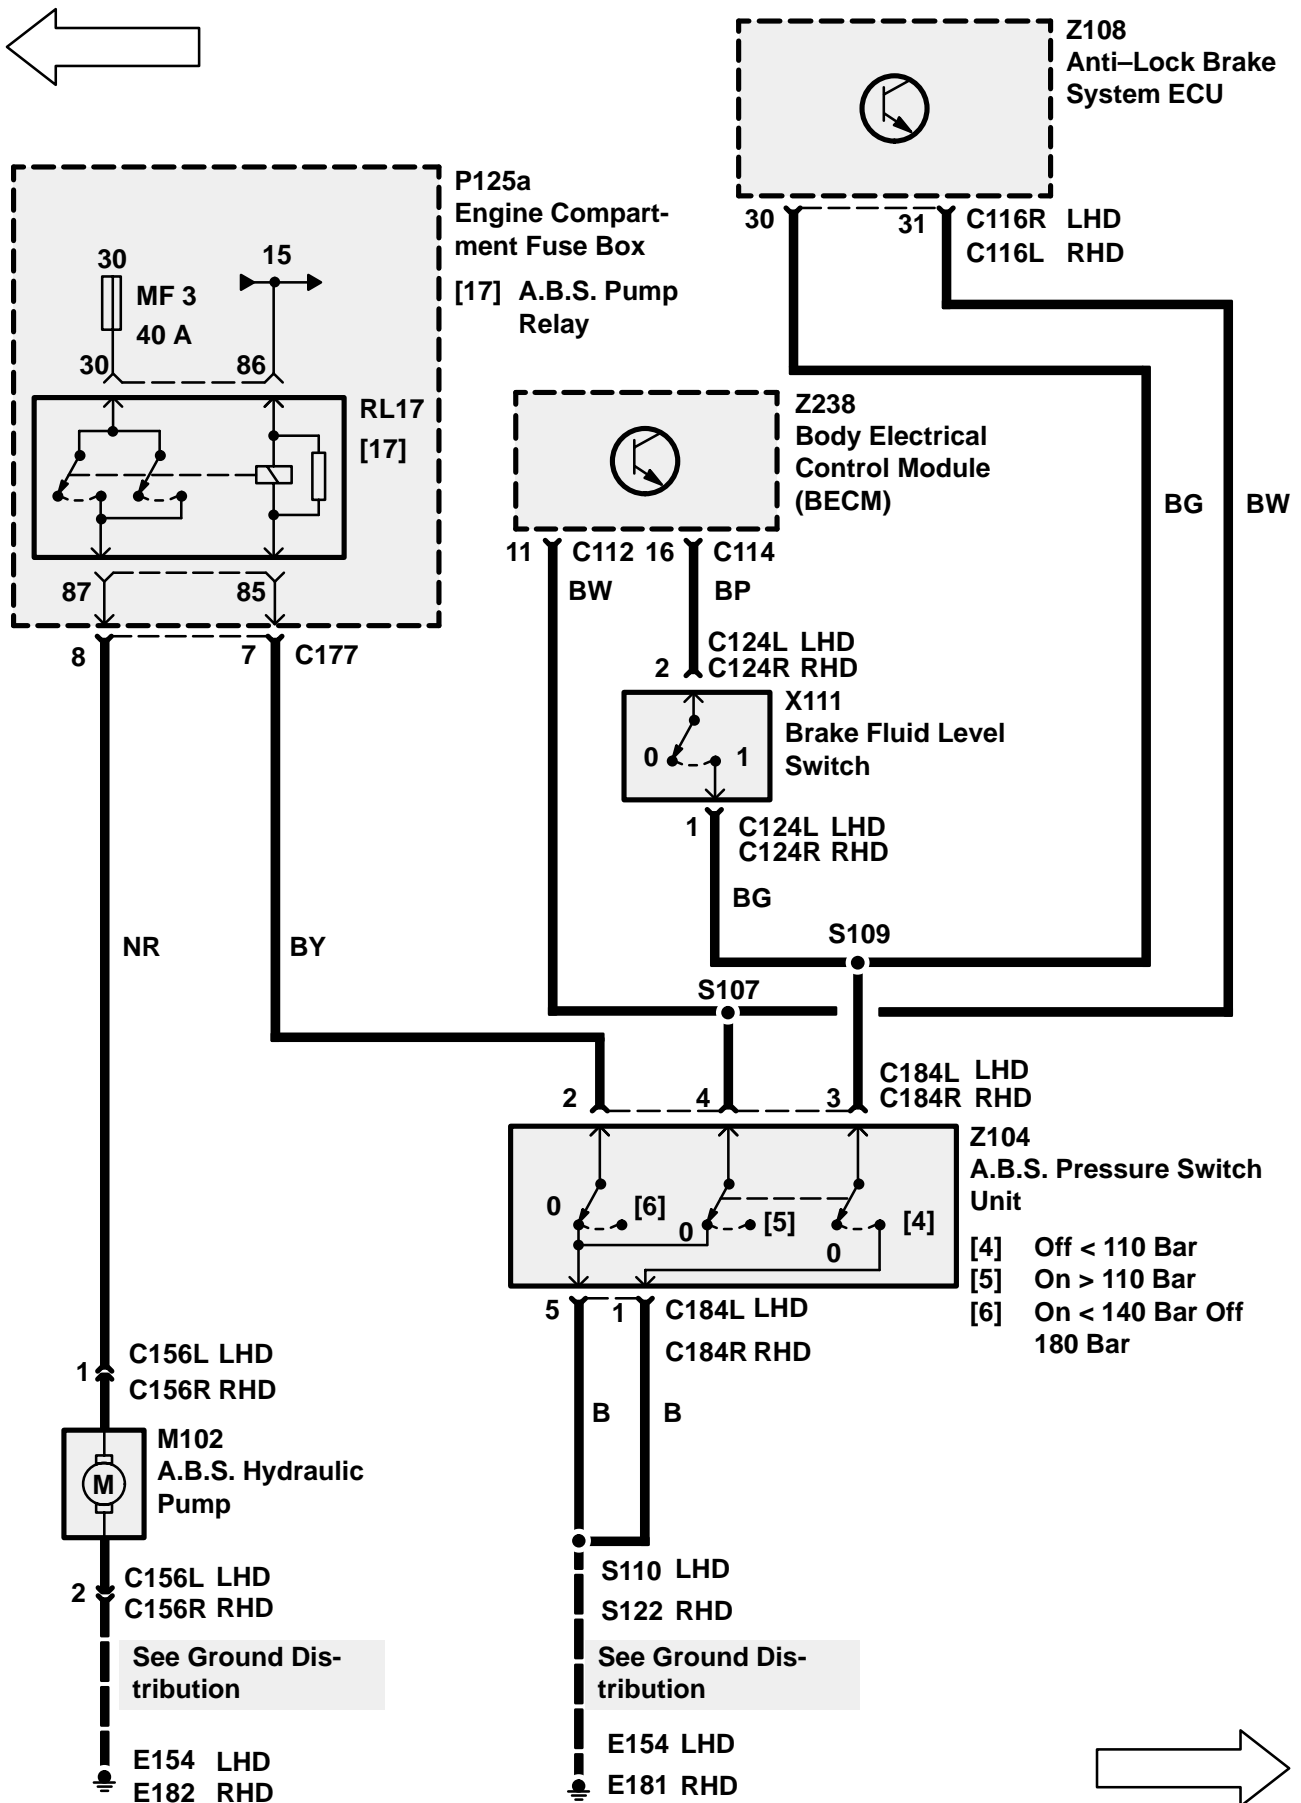 Z108
Anti–Lock Brake
System ECU
30
31
C116R LHD
C116L RHD
P125a
Engine Compart-
ment Fuse Box
[17] A.B.S. Pump
Relay
30
15
MF 3
40 A
30
86
RL17
[17]
87
85
8
7
C177
Z238
Body Electrical
Control Module
(BECM)
BG
BW
11
C112
16
C114
BW
BP
C124L LHD
2
C124R RHD
X111
Brake Fluid Level
Switch
0
1
1
C124L LHD
C124R RHD
BG
NR
BY
S109
S107
C184L LHD
2
4
3
C184R RHD
Z104
A.B.S. Pressure Switch
Unit
0
[6]
0
[5]
0
[4]
[4] Off < 110 Bar
[5] On > 110 Bar
[6] On < 140 Bar Off
180 Bar
5
1
C184L LHD
C184R RHD
B
B
1
C156L LHD
C156R RHD
M102
A.B.S. Hydraulic
Pump
M
2
C156L LHD
C156R RHD
S110 LHD
S122 RHD
See Ground Dis-
tribution
See Ground Dis-
tribution
E154 LHD
E182 RHD
E154 LHD
E181 RHD